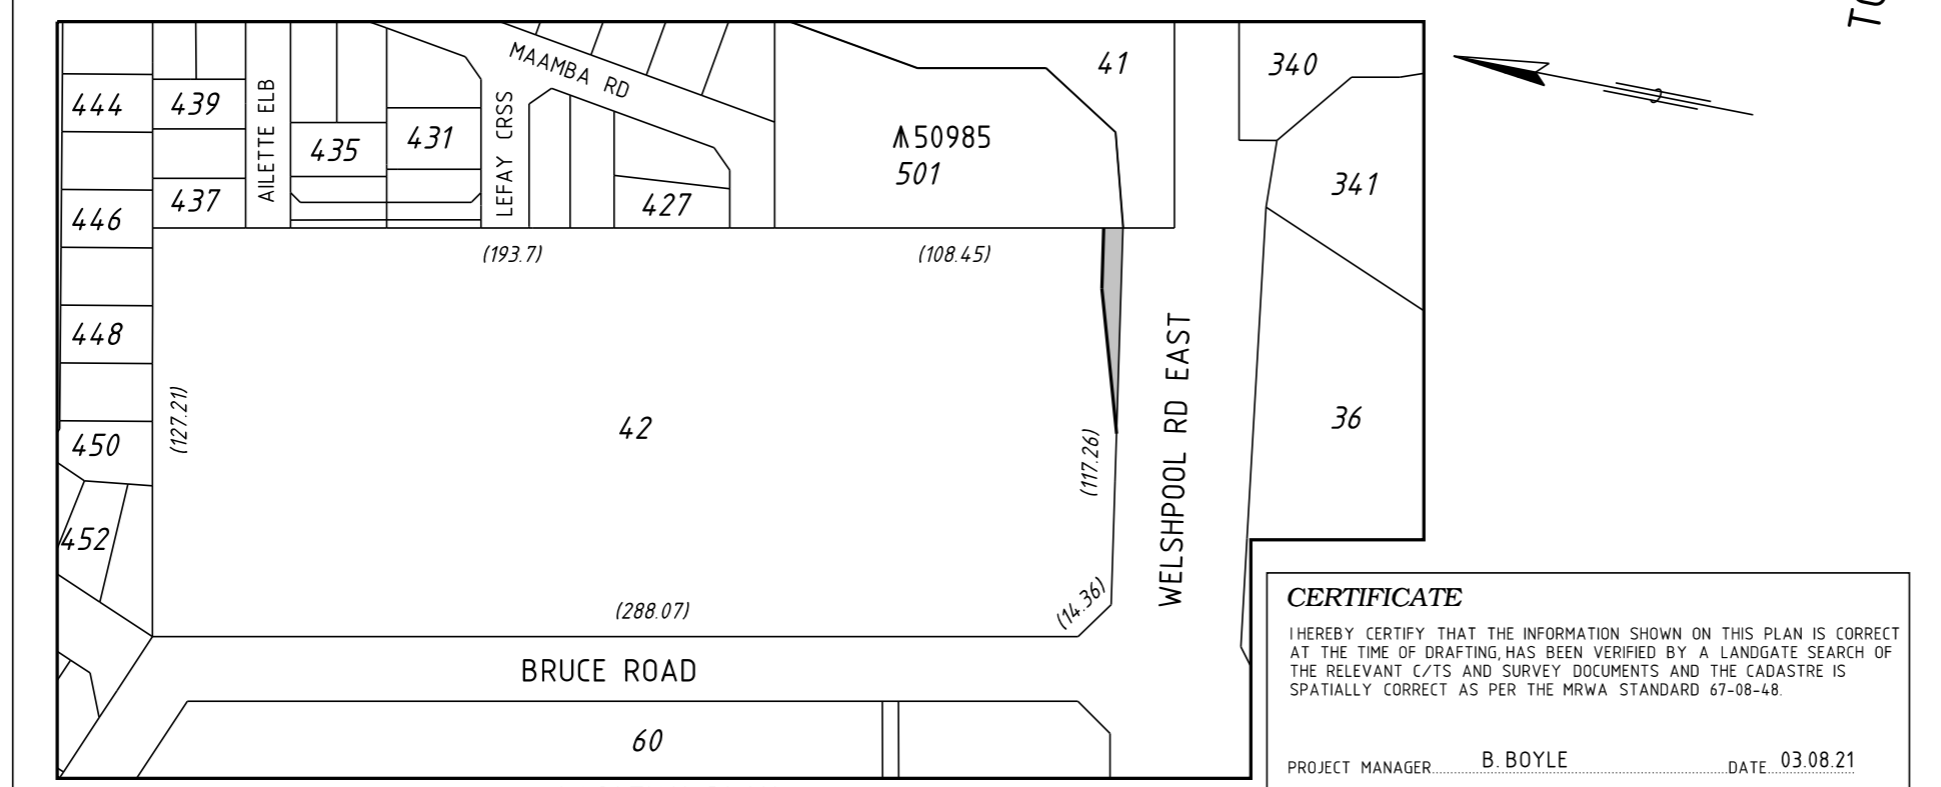 TO
41
340
MAAMBA RD
444
439
AILETTE ELB
435
431
LEFAY CRSS
50985
501
341
446
437
427
(193.7)
(108.45)
448
(127.21)
42
WELSHPOOL RD EAST
36
450
(117.26)
452
(288.07)
(14.36)
BRUCE ROAD
60
CERTIFICATE
I HEREBY CERTIFY THAT THE INFORMATION SHOWN ON THIS PLAN IS CORRECT
AT THE TIME OF DRAFTING, HAS BEEN VERIFIED BY A LANDGATE SEARCH OF
THE RELEVANT C/TS AND SURVEY DOCUMENTS AND THE CADASTRE IS
SPATIALLY CORRECT AS PER THE MRWA STANDARD 67-08-48.
PROJECT MANAGER B. BOYLE DATE 03.08.21